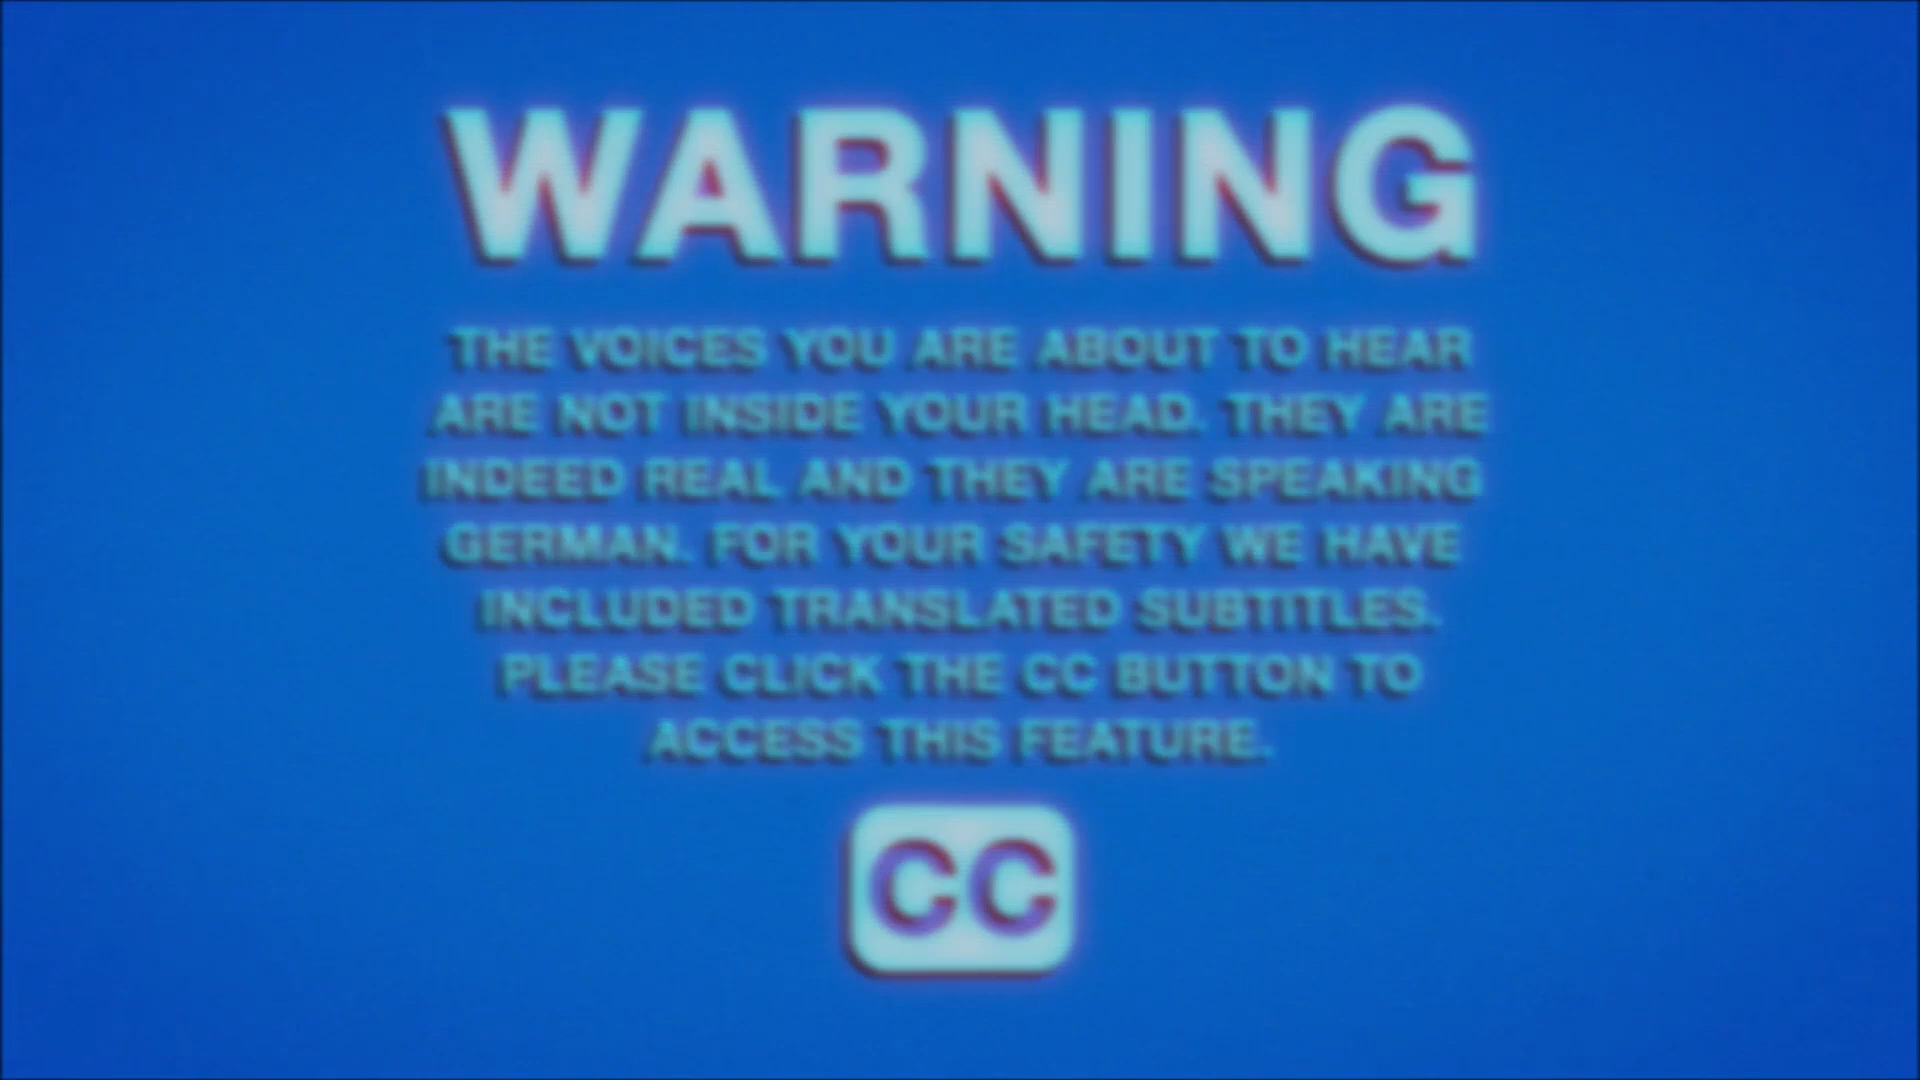 WARNING
THE VOICES YOU ARE ABOUT TO HEAR
ARE NOT INSIDE YOUR HEAD. THEY ARE
INDEED REAL AND THEY ARE SPEAKING
GERMAN. FOR YOUR SAFETY WE HAVE
INCLUDED TRANSLATED SUBTITLES.
PLEASE CLICK THE CC BUTTON TO
ACCESS THIS FEATURE.
CC